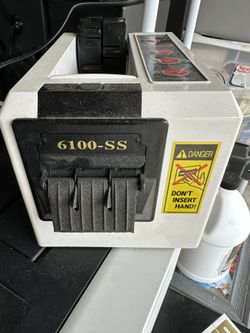 6100-SS
DANGER
DON'T
INSERT
HAND!